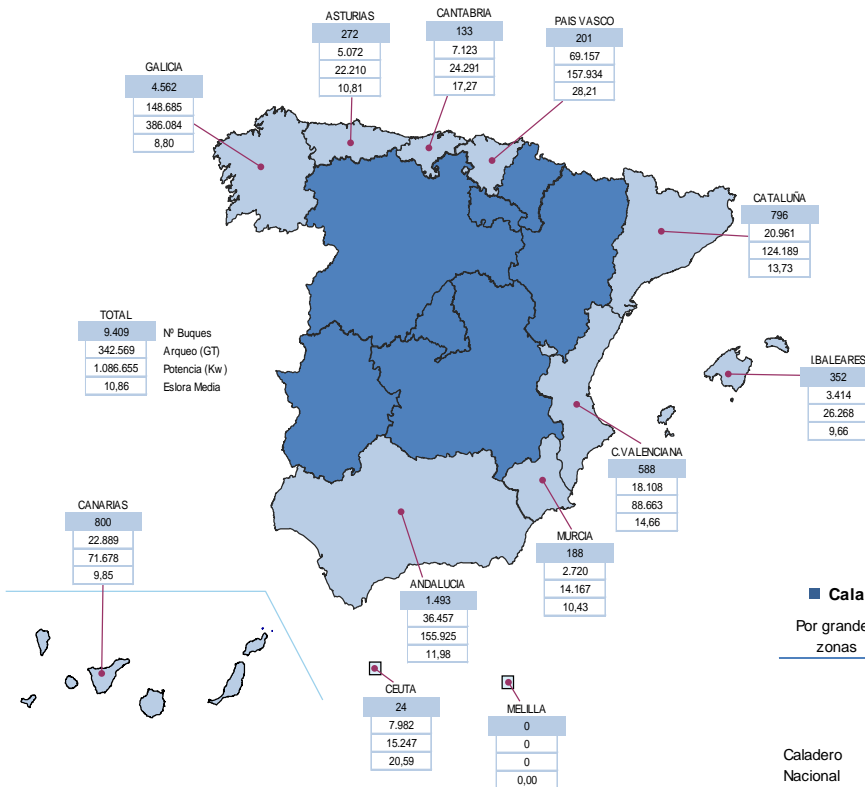 ASTURIAS
272
5.072
22.210
10,81
CANTABRIA
133
7.123
24.291
17,27
PAIS VASCO
201
69.157
157.934
28,21
GALICIA
4.562
148.685
386.084
8,80
CATALUÑA
796
20.961
124.189
13,73
TOTAL
9.409 Nº Buques
342.569 Arqueo (GT)
1.086.655 Potencia (Kw)
10,86 Eslora Media
I.BALEARES
352
3.414
26.268
9,66
C.VALENCIANA
588
18.108
88.663
14,66
CANARIAS
800
22.889
71.678
9,85
MURCIA
188
2.720
14.167
10,43
ANDALUCIA
1.493
36.457
155.925
11,98
CEUTA
24
7.982
15.247
20,59
MELILLA
0
0
0
0,00
Cala
Por grande
zonas
Caladero
Nacional